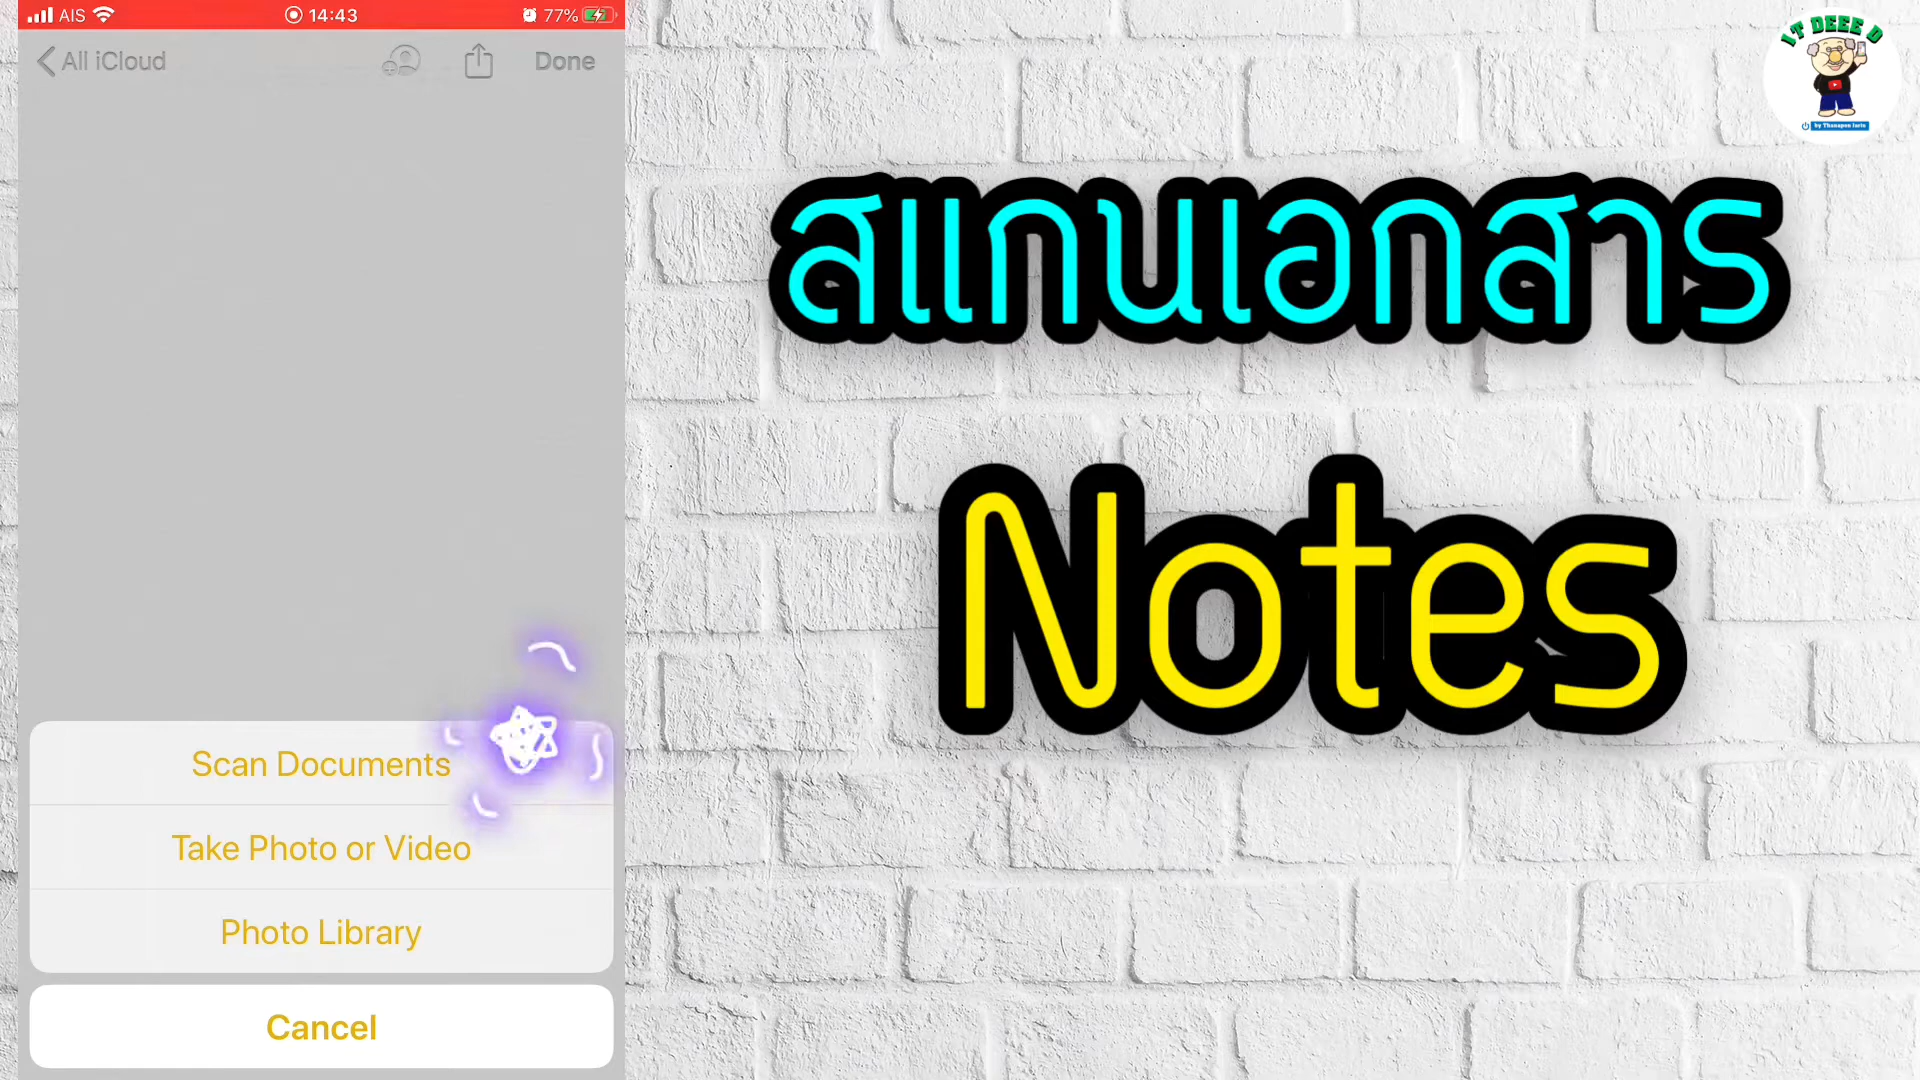 AIS 14:43 77%
All iCloud Done
Scan Documents
Take Photo or Video
Photo Library
Cancel
สแกนเอกสาร
Notes
IT DEEE D